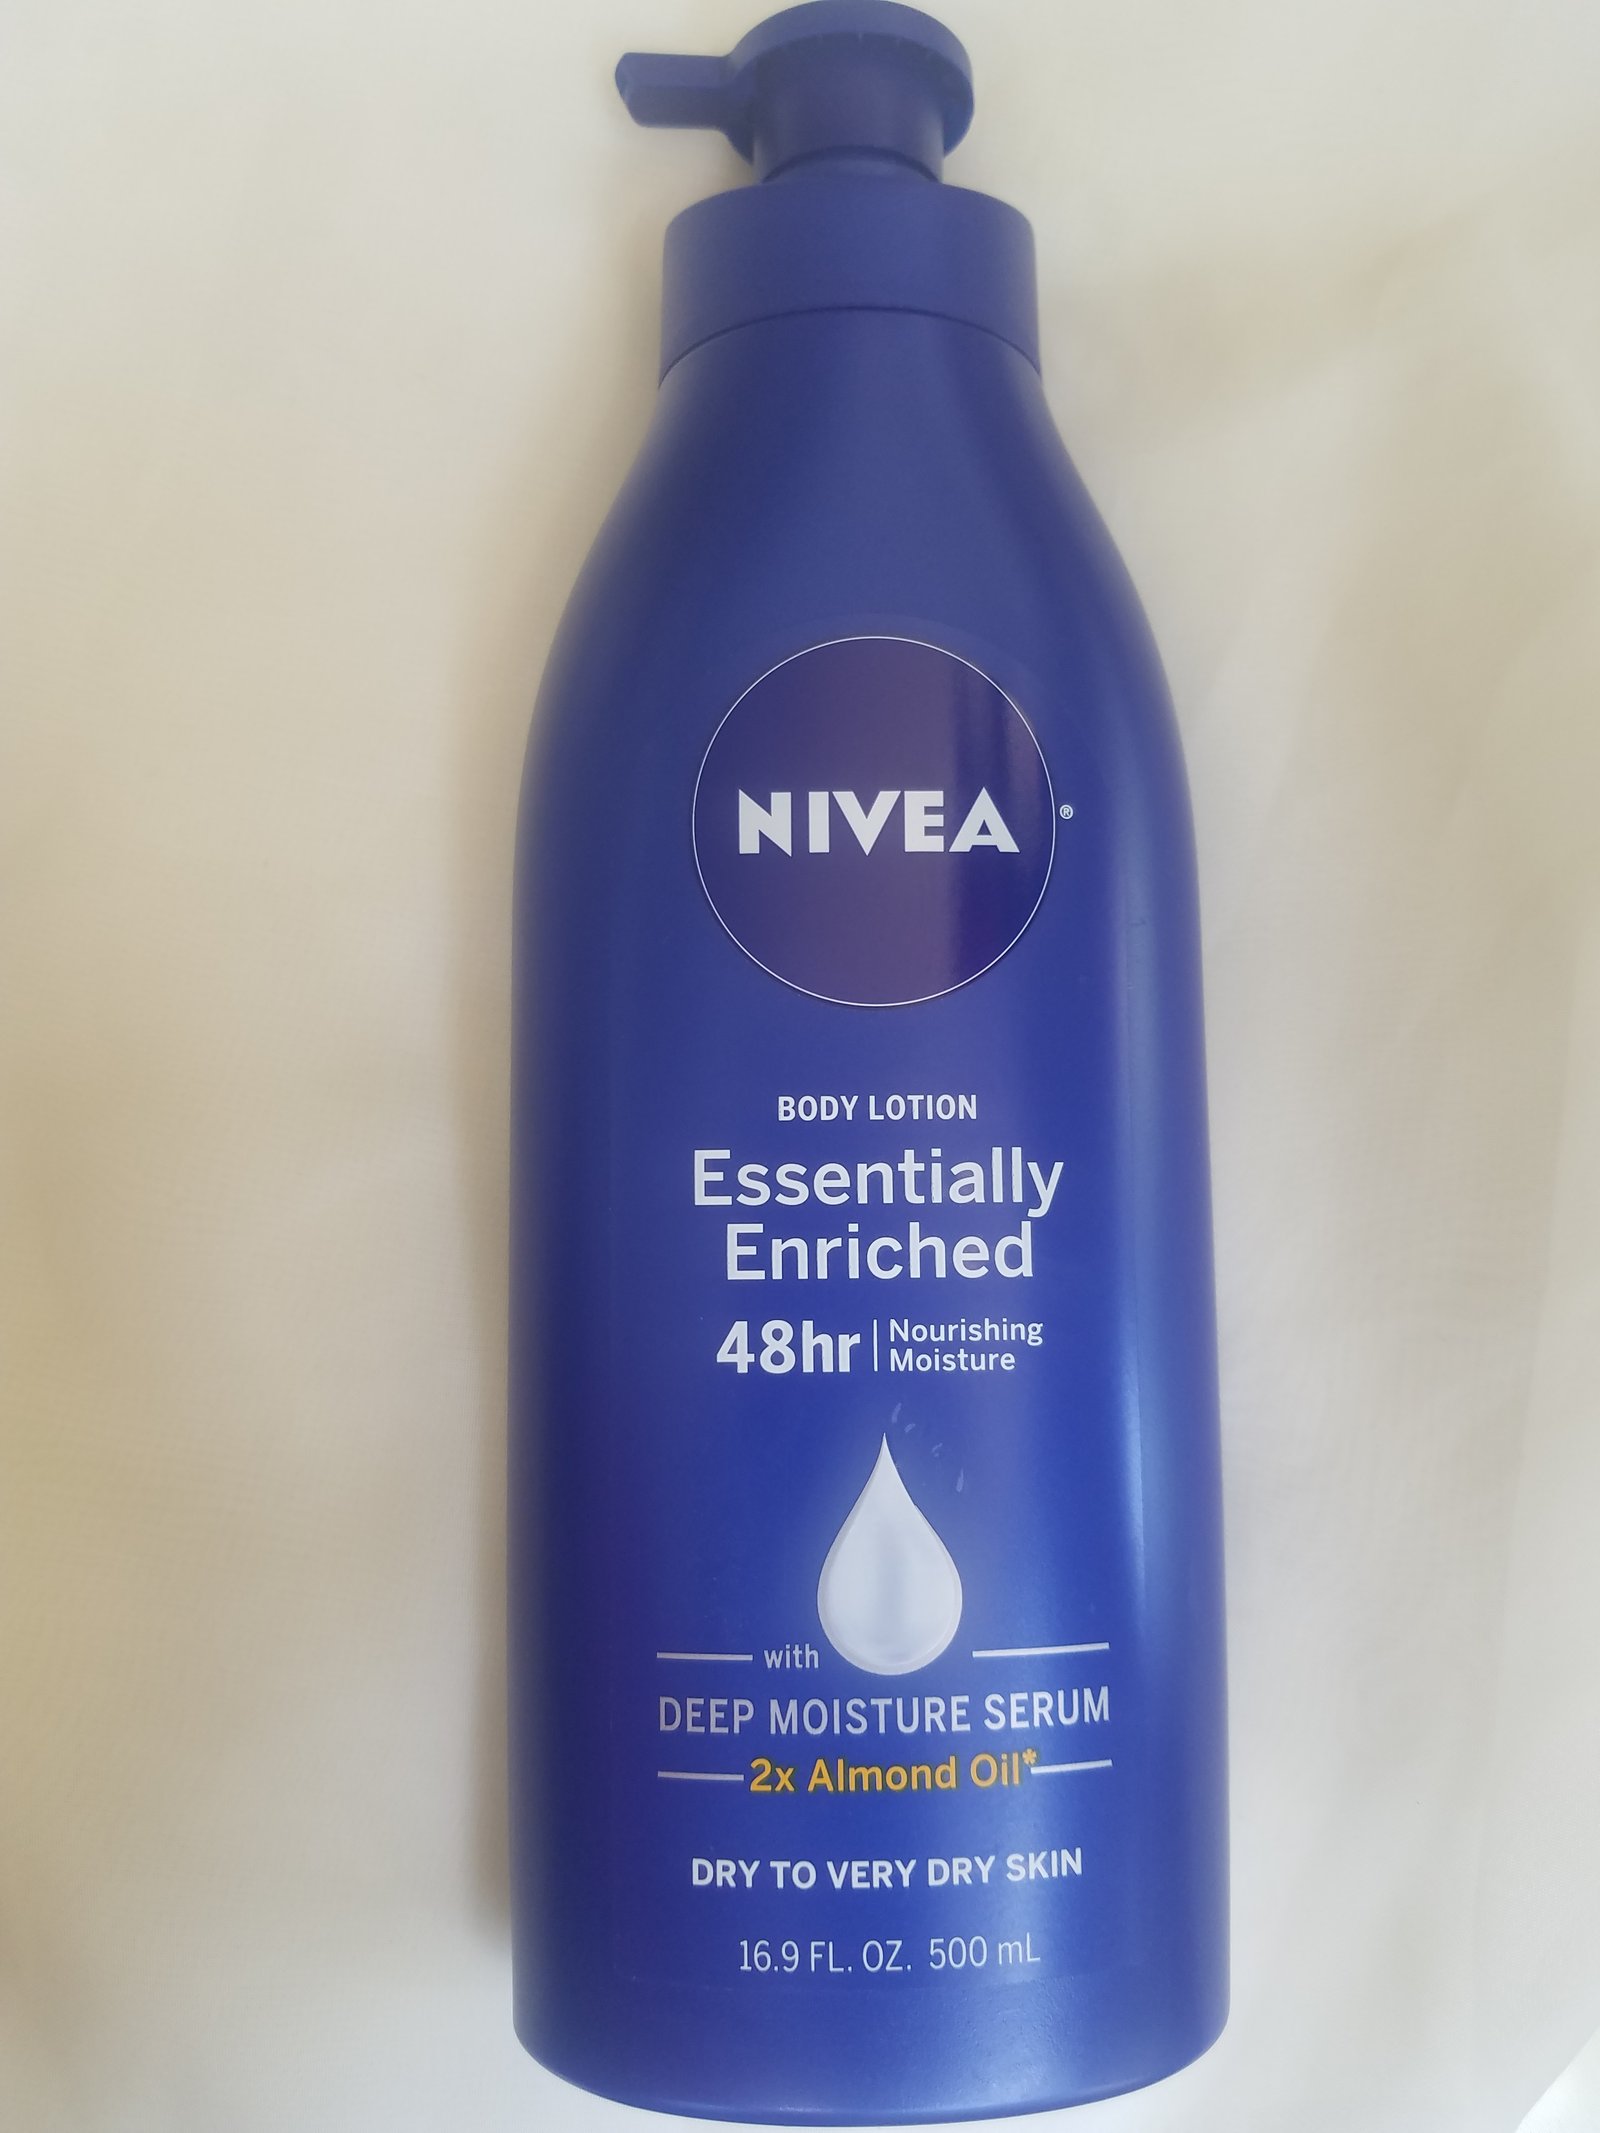 NIVEA®
BODY LOTION
Essentially
Enriched
48hr | Nourishing
Moisture
with
DEEP MOISTURE SERUM
2x Almond Oil*
DRY TO VERY DRY SKIN
16.9 FL. OZ. 500 mL